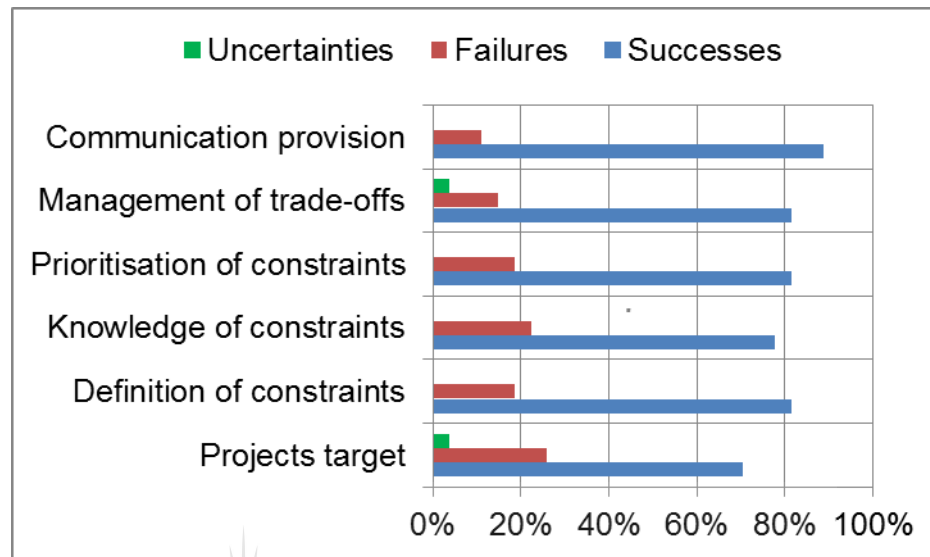 Uncertainties Failures Successes
Communication provision
Management of trade-offs
Prioritisation of constraints
Knowledge of constraints
Definition of constraints
Projects target
0% 20% 40% 60% 80% 100%